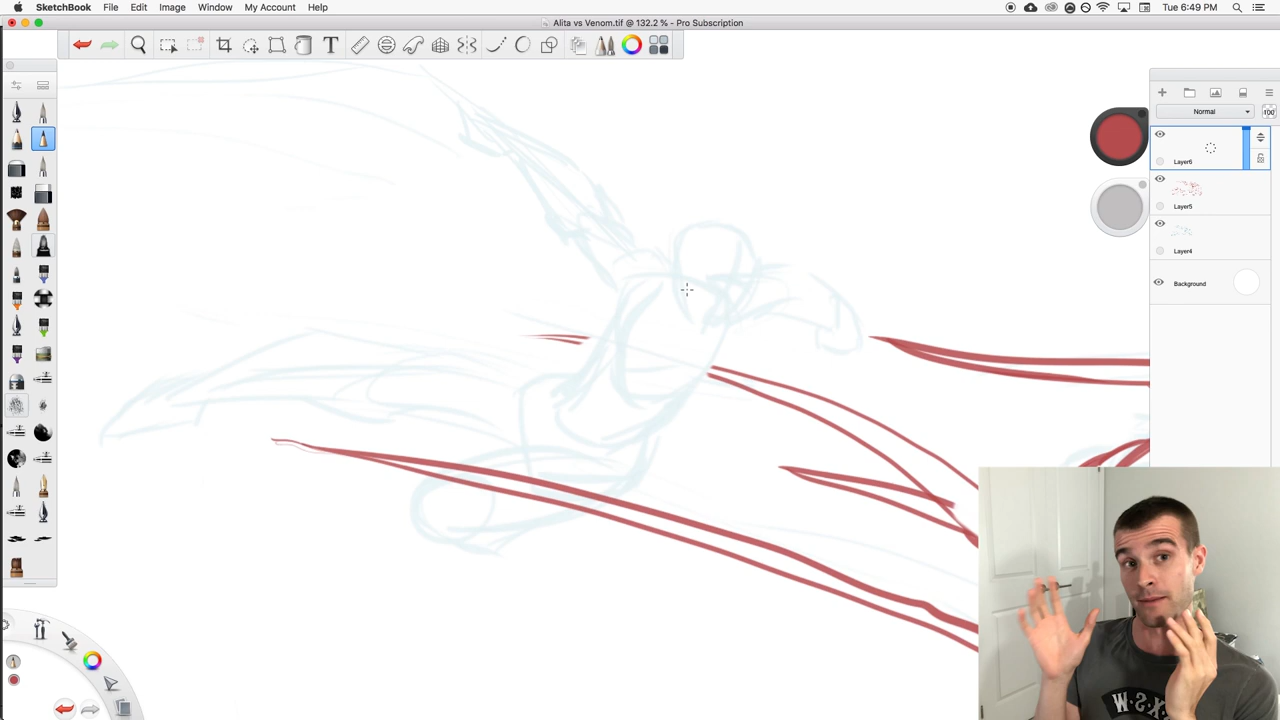 SketchBook File Edit Image Window My Account Help Tue 6:49 PM
Alita vs Venom.tif @ 132.2 % - Pro Subscription
T
Normal 100
Layer6
Layer5
Layer4
Background